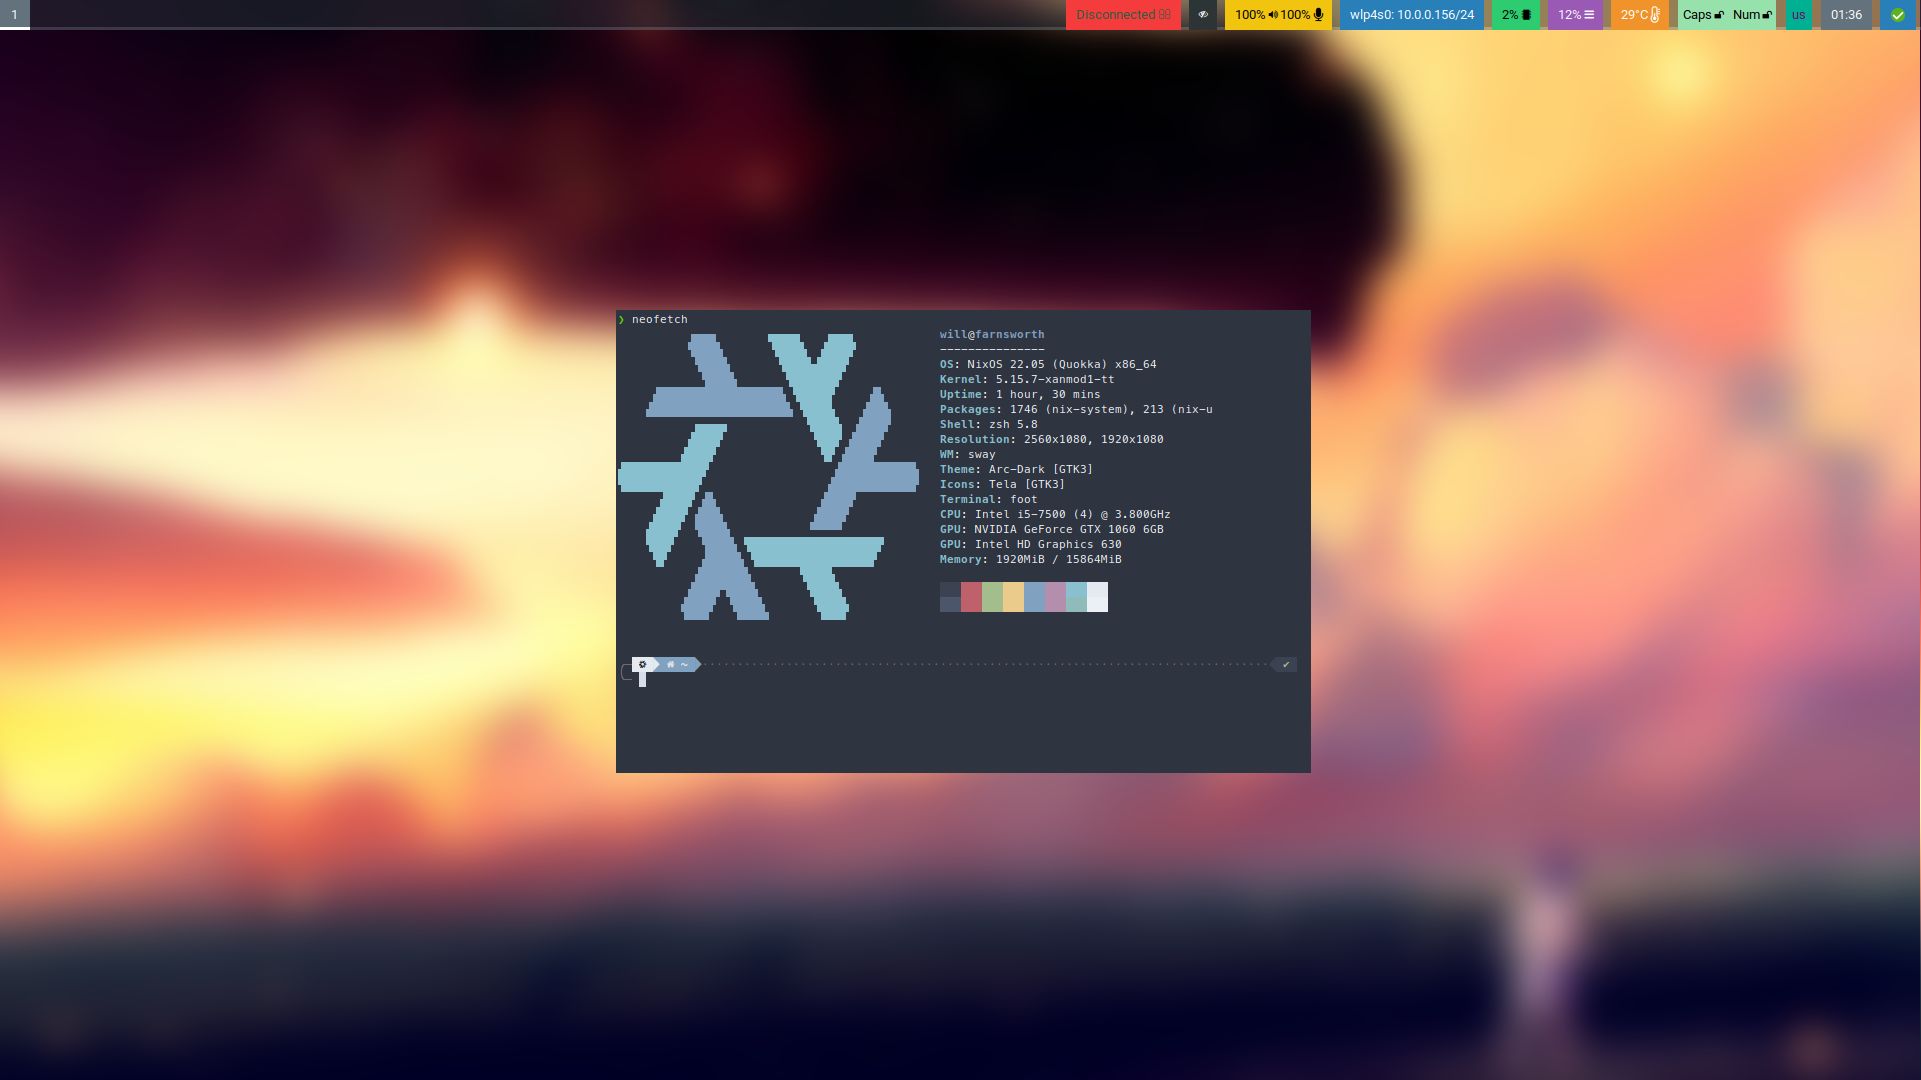 1
Disconnected
100% 100%
wlp4s0: 10.0.0.156/24
2%
12%
29°C
Caps Num
us
01:36
❯ neofetch
will@farnsworth
---------------
OS: NixOS 22.05 (Quokka) x86_64
Kernel: 5.15.7-xanmod1-tt
Uptime: 1 hour, 30 mins
Packages: 1746 (nix-system), 213 (nix-u
Shell: zsh 5.8
Resolution: 2560x1080, 1920x1080
WM: sway
Theme: Arc-Dark [GTK3]
Icons: Tela [GTK3]
Terminal: foot
CPU: Intel i5-7500 (4) @ 3.800GHz
GPU: NVIDIA GeForce GTX 1060 6GB
GPU: Intel HD Graphics 630
Memory: 1920MiB / 15864MiB
~ ✔